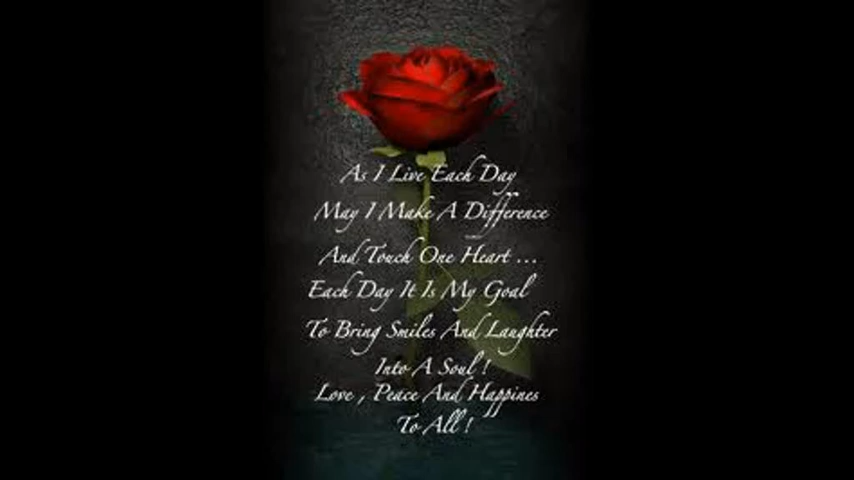 As I Live Each Day
May I Make A Difference
And Touch One Heart ...
Each Day It Is My Goal
To Bring Smiles And Laughter
Into A Soul !
Love , Peace And Happines
To All !